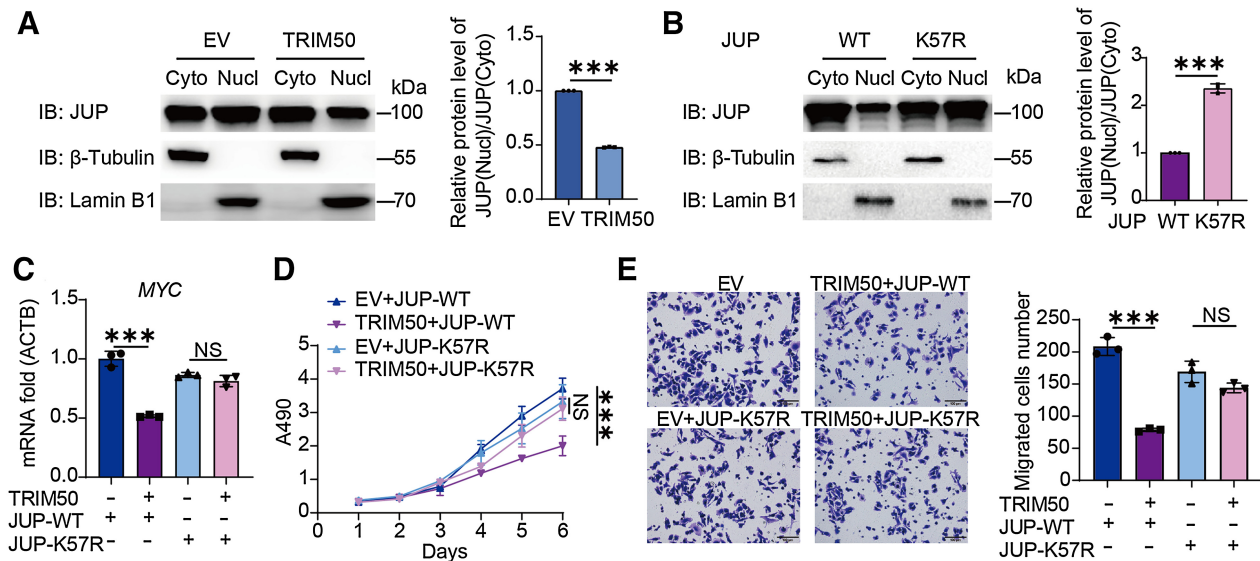 A
EV TRIM50
Cyto Nucl Cyto Nucl kDa
IB: JUP 100
IB: β-Tubulin 55
IB: Lamin B1 70
Relative protein level of
JUP(Nucl)/JUP(Cyto)
1.5
1.0
0.5
0.0
***
EV TRIM50
B
JUP WT K57R
Cyto Nucl Cyto Nucl kDa
IB: JUP 100
IB: β-Tubulin 55
IB: Lamin B1 70
Relative protein level of
JUP(Nucl)/JUP(Cyto)
3
2
1
0
***
JUP WT K57R
C
MYC
mRNA fold (ACTB)
1.5
1.0
0.5
0.0
*** NS
TRIM50 - + - +
JUP-WT + + - -
JUP-K57R - - + +
D
EV+JUP-WT
TRIM50+JUP-WT
EV+JUP-K57R
TRIM50+JUP-K57R
A490
5
4
3
2
1
0
0 1 2 3 4 5 6
Days
NS
***
E
EV TRIM50+JUP-WT
EV+JUP-K57R TRIM50+JUP-K57R
Migrated cells number
250
200
150
100
50
0
*** NS
TRIM50 - + - +
JUP-WT + + - -
JUP-K57R - - + +